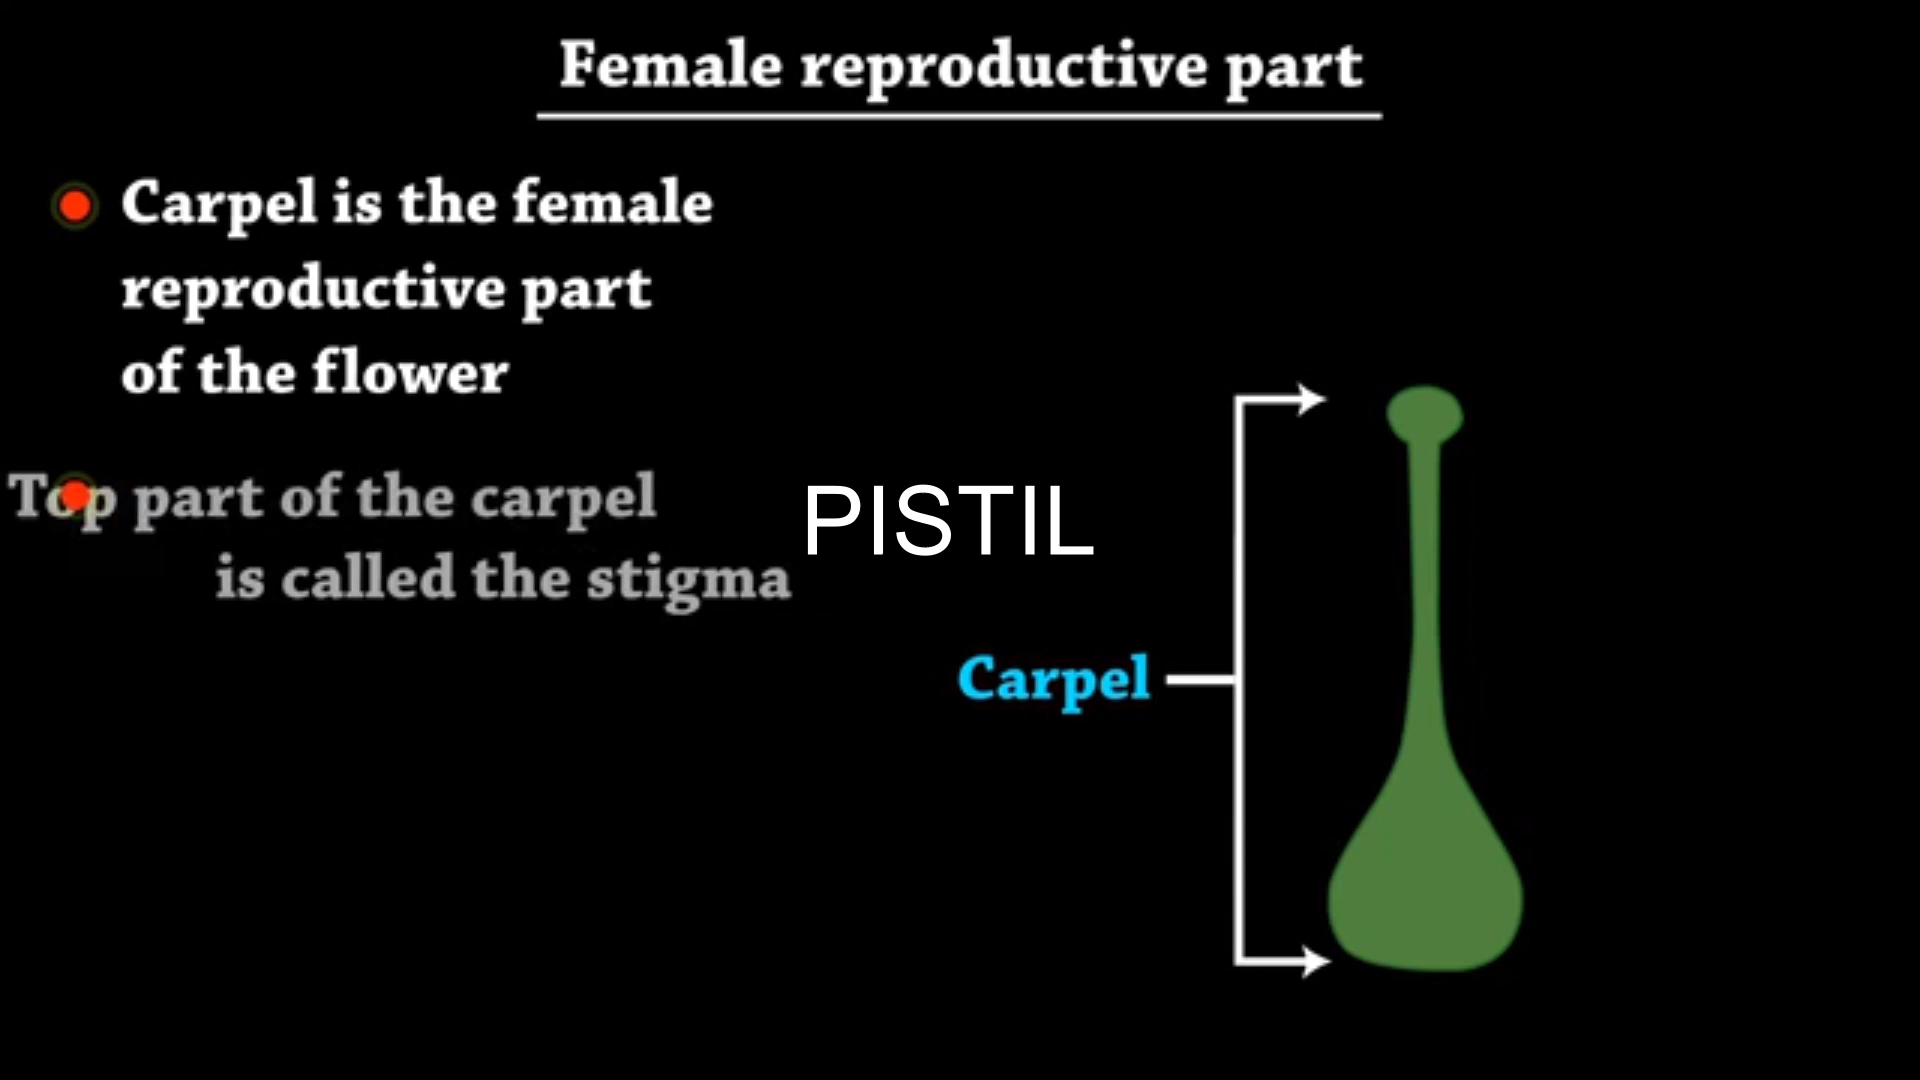 Female reproductive part
Carpel is the female
reproductive part
of the flower
Top part of the carpel
is called the stigma
PISTIL
Carpel